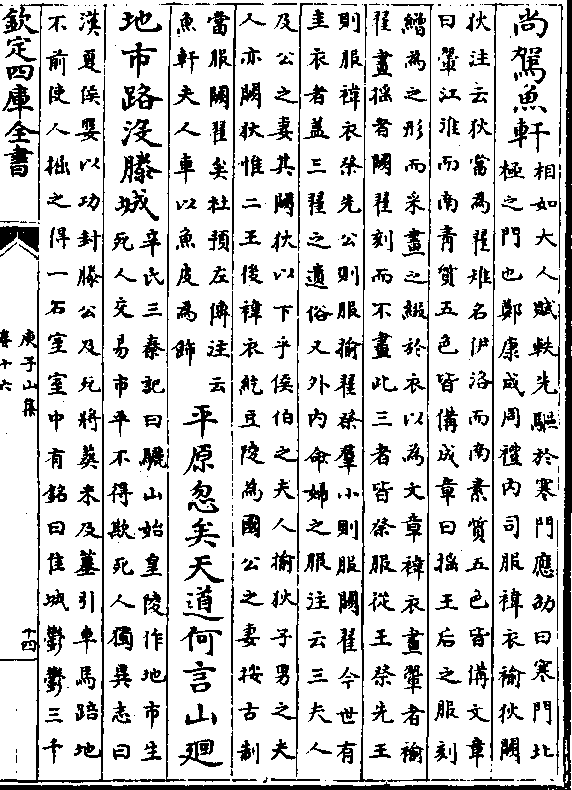 尚駕魚軒
相如大人賦軼先驅於寒門應劭曰寒門北
極之門也鄭康成周禮内司服褘衣褕狄闕
狄注云狄當為翟雉名伊洛而南素質五色皆備文章
曰翬江淮而南青質五色皆備成章曰搖王后之服刻
繒為之形而采畫之綴於衣以為文章褘衣畫翬者褕
翟畫搖者闕翟刻而不畫此三者皆祭服從王祭先王
則服褘衣祭先公則服揄翟祭羣小則服闕翟今世有
圭衣者葢三翟之遺俗又外内命婦之服注云三夫人
及公之妻其闕狄以下乎侯伯之夫人揄狄子男之夫
人亦闕狄惟二王後褘衣紇豆陵為國公之妻按古制
當服闕翟矣杜預左傳注云
魚軒夫人車以魚皮為飾
平原忽矣天道何言山迴
地市路没滕城
辛氏三秦記曰驪山始皇陵作地市生
死人交易市平不得欺死人獨異志曰
漢夏侯嬰以功封滕公及死將葬未及墓引車馬踣地
不前使人掘之得一石室室中有銘曰佳城鬱鬱三千
欽定四庫全書
庾子山集
卷十六
十四